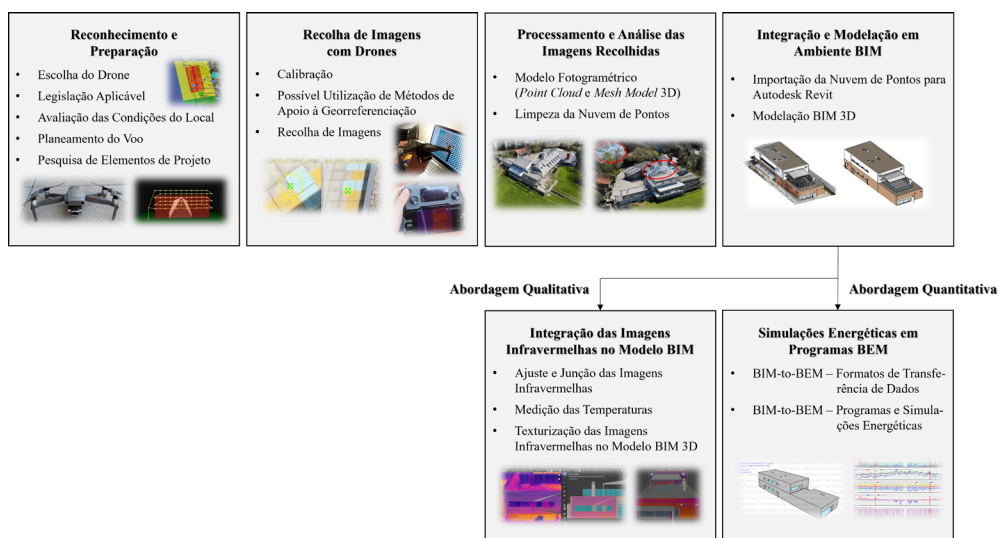 Reconhecimento e
Preparação
• Escolha do Drone
• Legislação Aplicável
• Avaliação das Condições do Local
• Planeamento do Voo
• Pesquisa de Elementos de Projeto
Recolha de Imagens
com Drones
• Calibração
• Possível Utilização de Métodos de
Apoio à Georreferenciação
• Recolha de Imagens
Processamento e Análise das
Imagens Recolhidas
• Modelo Fotogramétrico
(Point Cloud e Mesh Model 3D)
• Limpeza da Nuvem de Pontos
Integração e Modelação em
Ambiente BIM
• Importação da Nuvem de Pontos para
Autodesk Revit
• Modelação BIM 3D
Abordagem Qualitativa
Abordagem Quantitativa
Integração das Imagens
Infravermelhas no Modelo BIM
• Ajuste e Junção das Imagens
Infravermelhas
• Medição das Temperaturas
• Texturização das Imagens
Infravermelhas no Modelo BIM 3D
Simulações Energéticas em
Programas BEM
• BIM-to-BEM – Formatos de Transfe-
rência de Dados
• BIM-to-BEM – Programas e Simula-
ções Energéticas